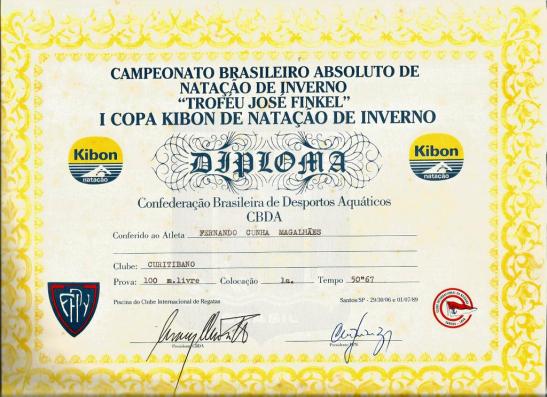 CAMPEONATO BRASILEIRO ABSOLUTO DE
NATAÇÃO DE INVERNO
"TROFÉU JOSÉ FINKEL"
I COPA KIBON DE NATAÇÃO DE INVERNO
Kibon
natação
DIPLOMA
Kibon
natação
Confederação Brasileira de Desportos Aquáticos
CBDA
Conferido ao Atleta FERNANDO CUNHA MAGALHÃES
Clube: CURITIBANO
Prova: 100 m.livre Colocação 1a. Tempo 50"67
Piscina do Clube Internacional de Regatas
Santos/SP - 29/30/06 e 01/07/89
Presidente CBDA
Presidente